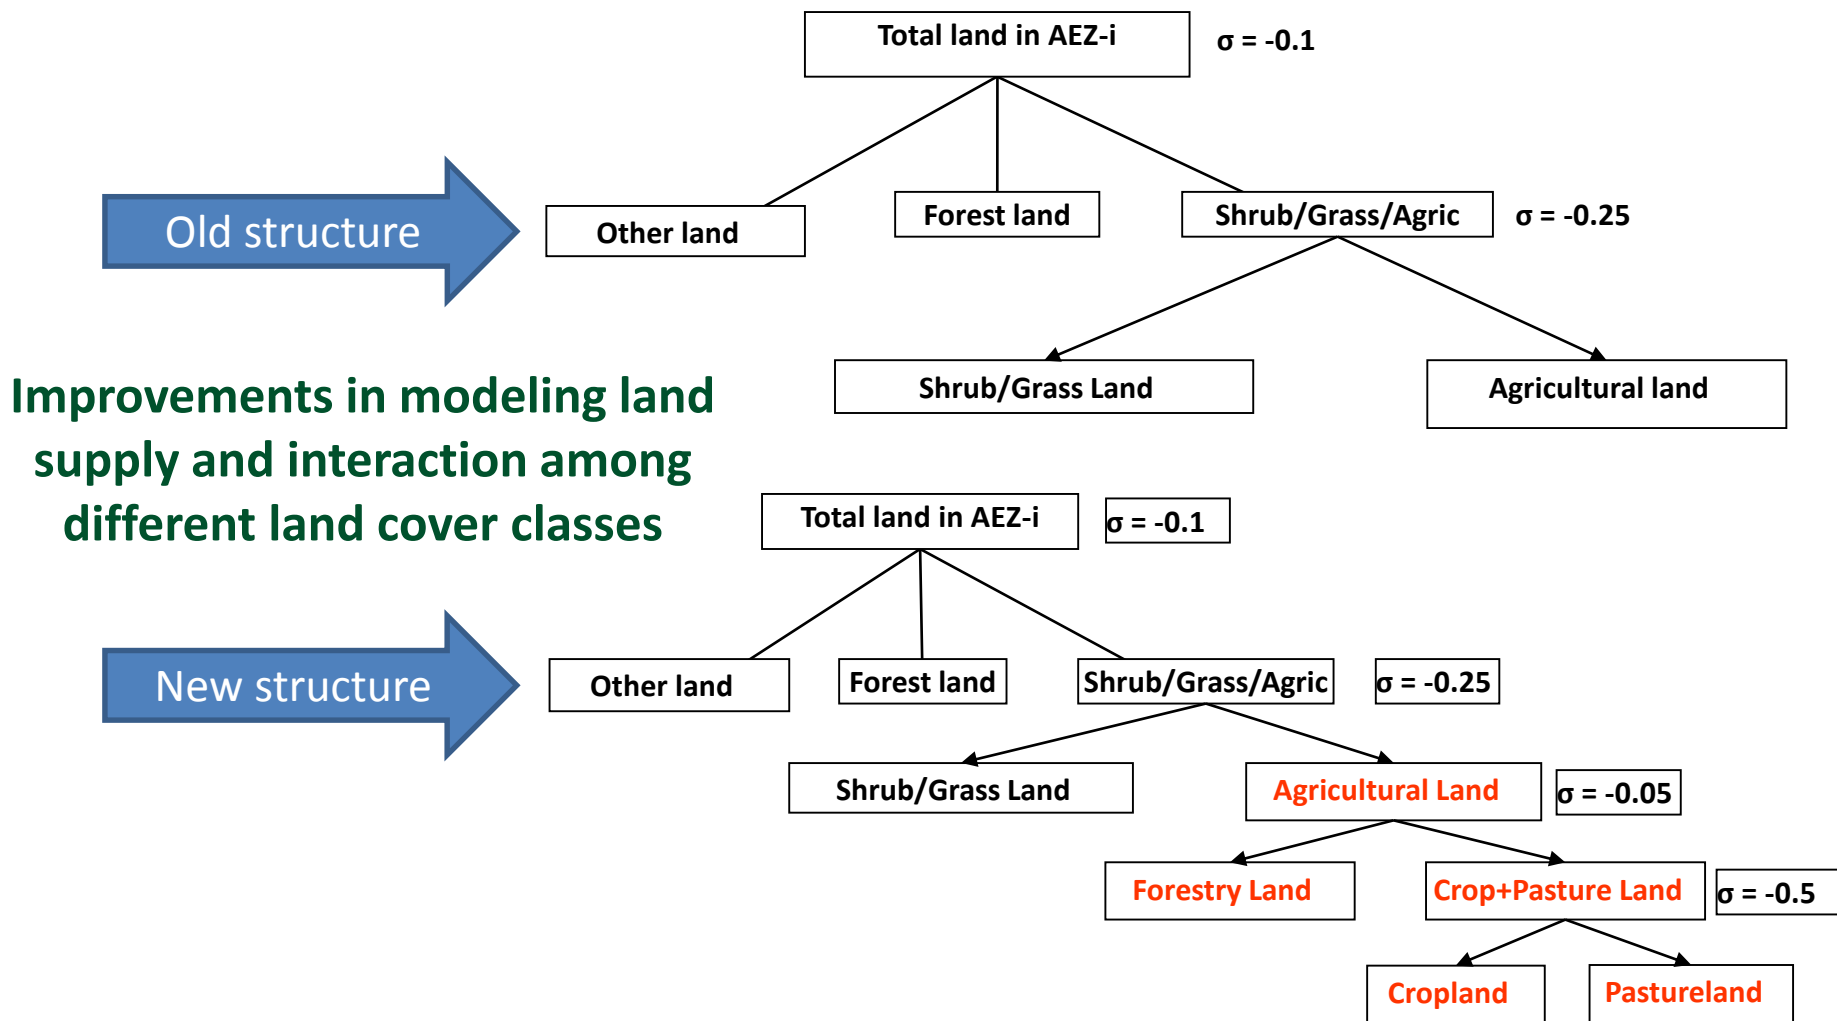 Total land in AEZ-i
σ = -0.1
Old structure
Other land
Forest land
Shrub/Grass/Agric
σ = -0.25
Shrub/Grass Land
Agricultural land
Improvements in modeling land
supply and interaction among
different land cover classes
Total land in AEZ-i
σ = -0.1
New structure
Other land
Forest land
Shrub/Grass/Agric
σ = -0.25
Shrub/Grass Land
Agricultural Land
σ = -0.05
Forestry Land
Crop+Pasture Land
σ = -0.5
Cropland
Pastureland